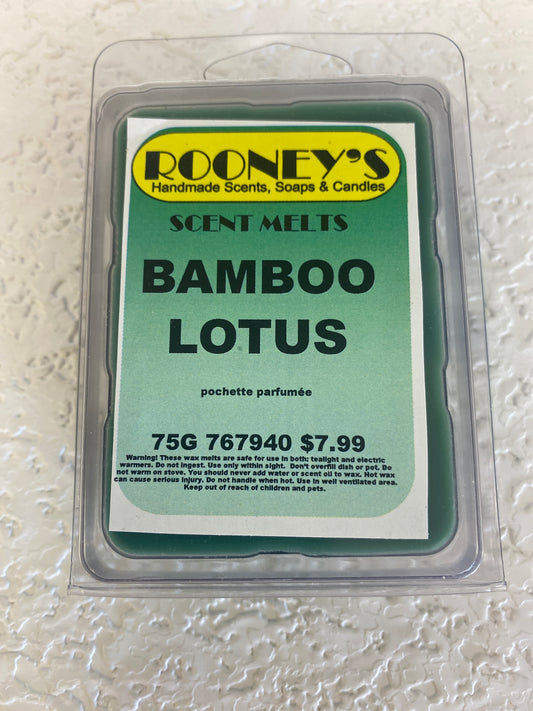 ROONEY'S
Handmade Scents, Soaps & Candles
SCENT MELTS
BAMBOO
LOTUS
pochette parfumée
75G 767940 $7.99
Warning! These wax melts are safe for use in both; tealight and electric
warmers. Do not ingest. Use only within sight. Don't overfill dish or pot. Do
not warm on stove. You should never add water or scent oil to wax. Hot wax
can cause serious injury. Do not handle when hot. Use in well ventilated area.
Keep out of reach of children and pets.